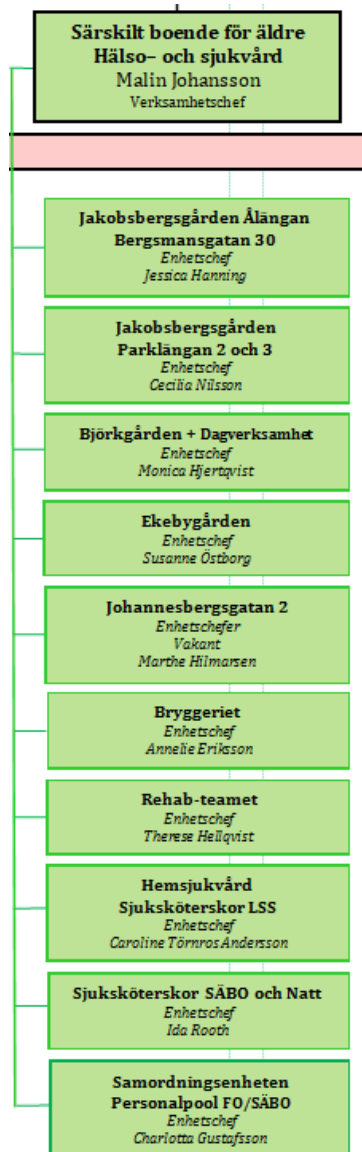 Särskilt boende för äldre
Hälso– och sjukvård
Malin Johansson
Verksamhetschef
Jakobsbergsgården Ålängan
Bergsmansgatan 30
Enhetschef
Jessica Hanning
Jakobsbergsgården
Parklängan 2 och 3
Enhetschef
Cecilia Nilsson
Björkgården + Dagverksamhet
Enhetschef
Monica Hjertqvist
Ekebygården
Enhetschef
Susanne Östborg
Johannesbergsgatan 2
Enhetschefer
Vakant
Marthe Hilmarsen
Bryggeriet
Enhetschef
Annelie Eriksson
Rehab-teamet
Enhetschef
Therese Hellqvist
Hemsjukvård
Sjuksköterskor LSS
Enhetschef
Caroline Törnros Andersson
Sjuksköterskor SÄBO och Natt
Enhetschef
Ida Rooth
Samordningsenheten
Personalpool FO/SÄBO
Enhetschef
Charlotta Gustafsson